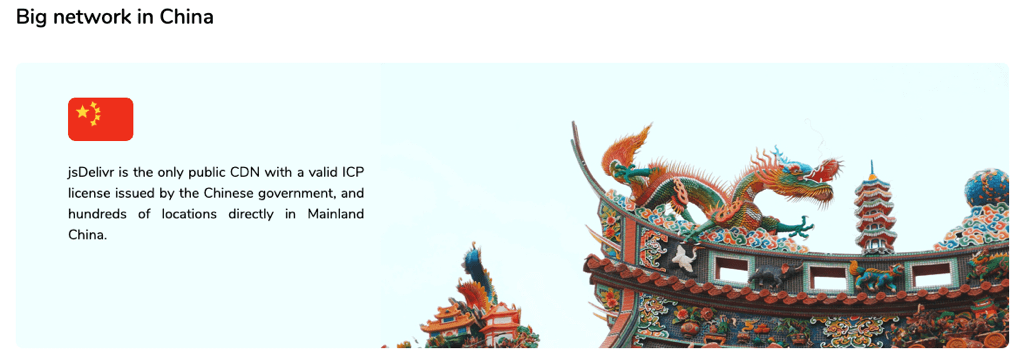 Big network in China
jsDelivr is the only public CDN with a valid ICP
license issued by the Chinese government, and
hundreds of locations directly in Mainland
China.